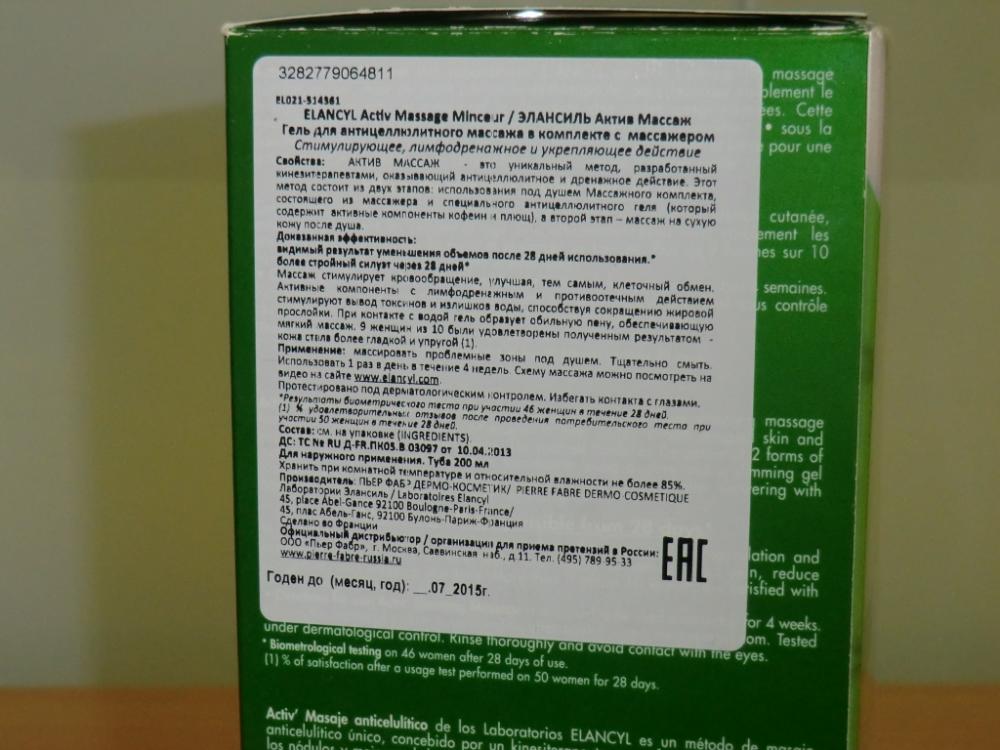 3282779064811
EL021-514361
ELANCYL Activ Massage Minceur / ЭЛАНСИЛЬ Актив Массаж
Гель для антицеллюлитного массажа в комплекте с массажером
Стимулирующее, лимфодренажное и укрепляющее действие
Свойства: АКТИВ МАССАЖ - это уникальный метод, разработанный
кинезитерапевтами, оказывающий антицеллюлитное и дренажное действие. Этот
метод состоит из двух этапов: использования под душем Массажного комплекта,
состоящего из массажера и специального антицеллюлитного геля (который
содержит активные компоненты кофеин и плющ), а второй этап – массаж на сухую
кожу после душа.
Доказанная эффективность:
видимый результат уменьшения объемов после 28 дней использования.*
более стройный силуэт через 28 дней*
Массаж стимулирует кровообращение, улучшая, тем самым, клеточный обмен.
Активные компоненты с лимфодренажным и противоотечным действием
стимулируют вывод токсинов и излишков воды, способствуя сокращению жировой
прослойки. При контакте с водой гель образует обильную пену, обеспечивающую
мягкий массаж. 9 женщин из 10 были удовлетворены полученным результатом -
кожа стала более гладкой и упругой (1).
Применение: массировать проблемные зоны под душем. Тщательно смыть.
Использовать 1 раз в день в течение 4 недель. Схему массажа можно посмотреть на
видео на сайте www.elancyl.com.
Протестировано под дерматологическим контролем. Избегать контакта с глазами.
*Результаты биометрического теста при участии 46 женщин в течение 28 дней.
(1) % удовлетворительных отзывов после проведения потребительского теста при
участии 50 женщин в течение 28 дней.
Состав: см. на упаковке (INGREDIENTS).
ДС: ТС № RU Д-FR.ПК05.В 03097 от 10.04.2013
Для наружного применения. Туба 200 мл
Хранить при комнатной температуре и относительной влажности не более 85%.
Производитель: ПЬЕР ФАБР ДЕРМО-КОСМЕТИК/ PIERRE FABRE DERMO COSMETIQUE
Лаборатории Элансиль / Laboratoires Elancyl
45, place Abel-Gance 92100 Boulogne-Paris-France/
45, плас Абель-Ганс, 92100 Булонь-Париж-Франция
Сделано во Франции
Официальный дистрибьютор / организация для приема претензий в России:
ООО «Пьер Фабр», г. Москва, Саввинская наб., д.11. Тел. (495) 789-95-33
www.pierre-fabre-russia.ru
EAC
Годен до (месяц, год): __.07_2015г.
massage
plement le
ées. Cette
• sous la
pour une
cutanée,
ement les
nes sur 10
semaines.
us contrôle
massage
skin and
2 forms of
mming gel
ering with
lation and
n, reduce
isfied with
for 4 weeks.
om. Tested
under dermatological control. Rinse thoroughly and avoid contact with the eyes.
* Biometrological testing on 46 women after 28 days of use.
(1) % of satisfaction after a usage test performed on 50 women for 28 days.
Activ' Masaje anticelulítico de los Laboratorios ELANCYL es un método de masaje
anticelulítico único, concebido por un
los nódulos y